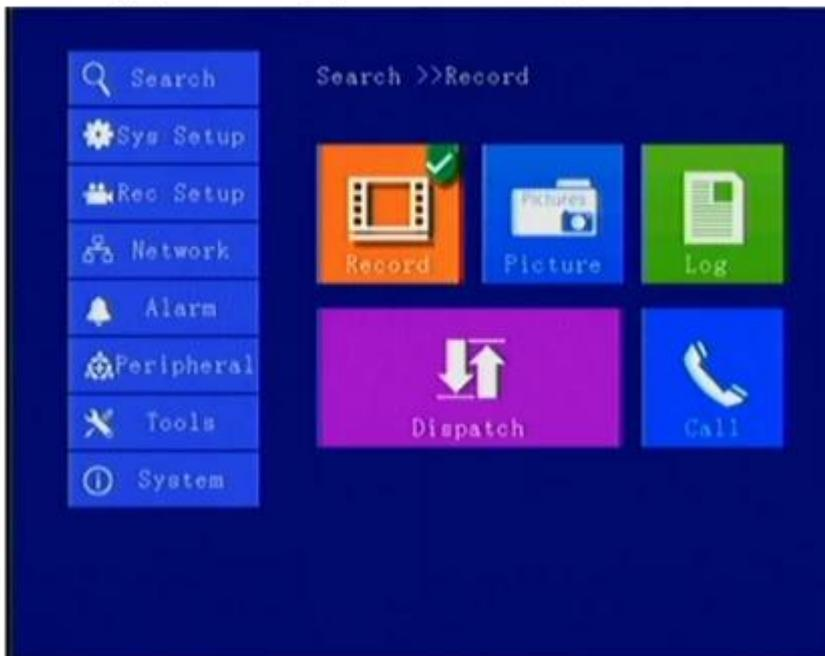 Search
Sys Setup
Rec Setup
Network
Alarm
Peripheral
Tools
System
Search >>Record
Record
Pictures
Picture
Log
Dispatch
Call